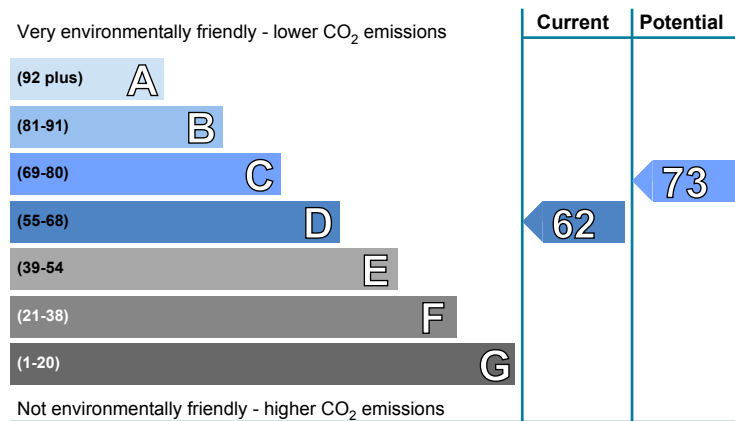 Very environmentally friendly - lower CO2 emissions
Current
Potential
(92 plus) A
(81-91) B
(69-80) C
73
(55-68) D
62
(39-54 E
(21-38) F
(1-20) G
Not environmentally friendly - higher CO2 emissions